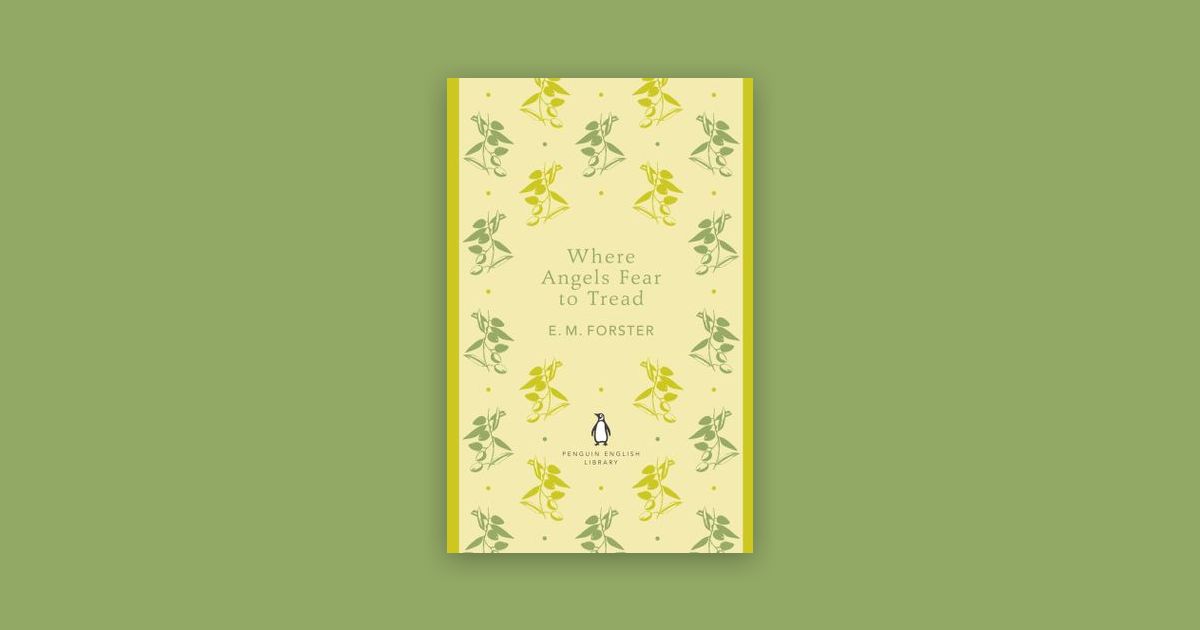 Where
Angels Fear
to Tread
E. M. FORSTER
PENGUIN ENGLISH
LIBRARY